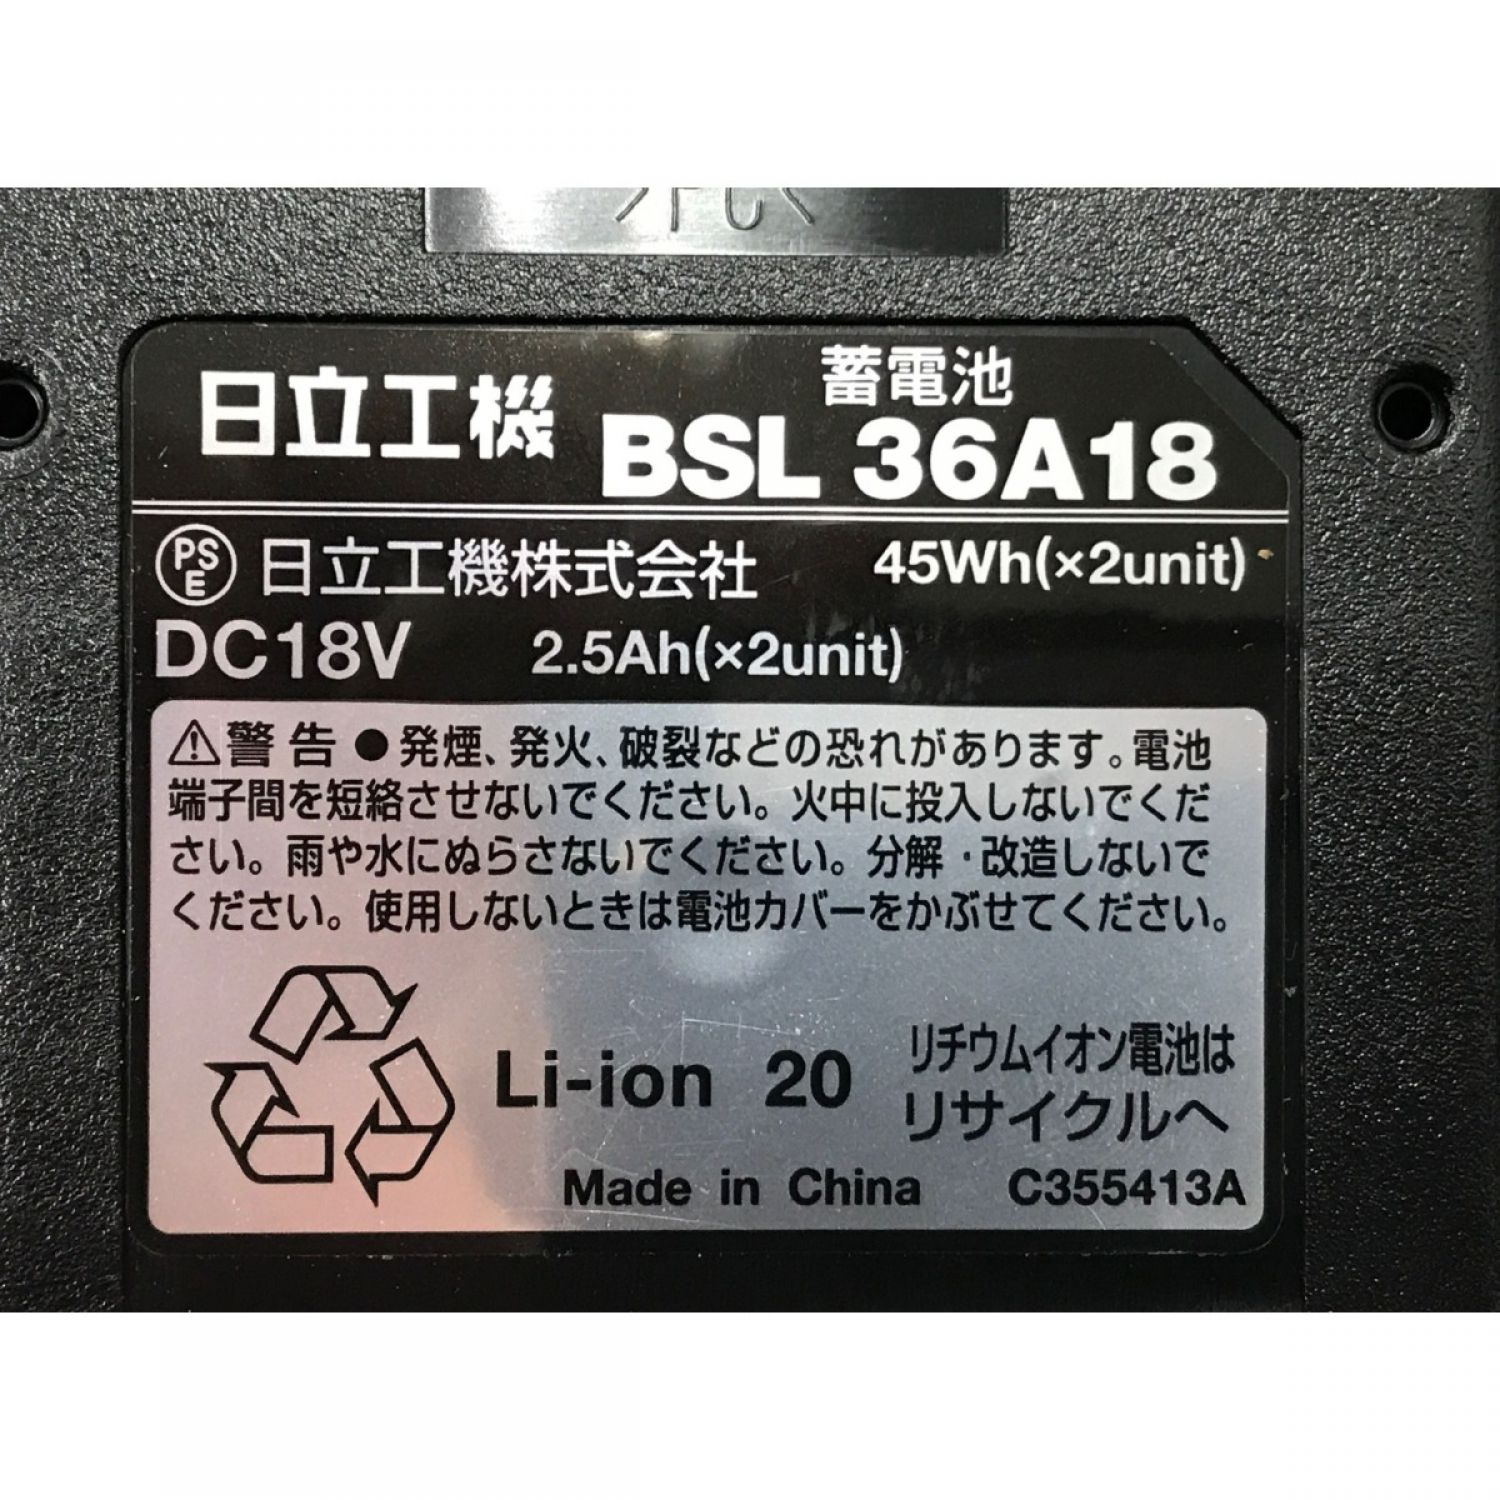 日立工機
蓄電池
BSL 36A18
PSE 日立工機株式会社 45Wh(×2unit)
DC18V 2.5Ah(×2unit)
⚠警告 ●発煙、発火、破裂などの恐れがあります。電池
端子間を短絡させないでください。火中に投入しないでくだ
さい。雨や水にぬらさないでください。分解・改造しないで
ください。使用しないときは電池カバーをかぶせてください。
Li-ion 20
リチウムイオン電池は
リサイクルへ
Made in China C355413A